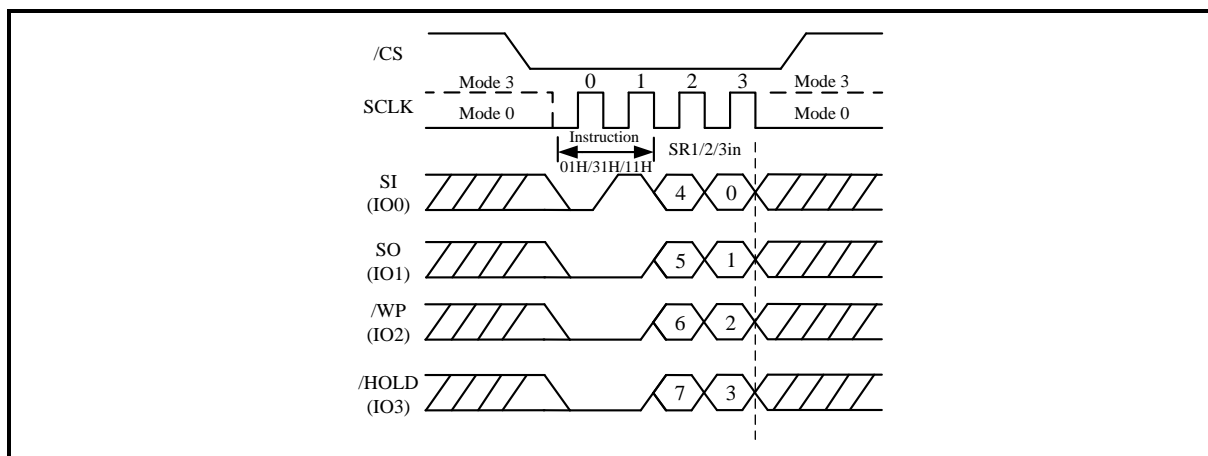 /CS
Mode 3 0 1 2 3 Mode 3
SCLK
Mode 0 Mode 0
Instruction
SR1/2/3in
01H/31H/11H
SI
(IO0)
4 0
SO
(IO1)
5 1
/WP
(IO2)
6 2
/HOLD
(IO3)
7 3